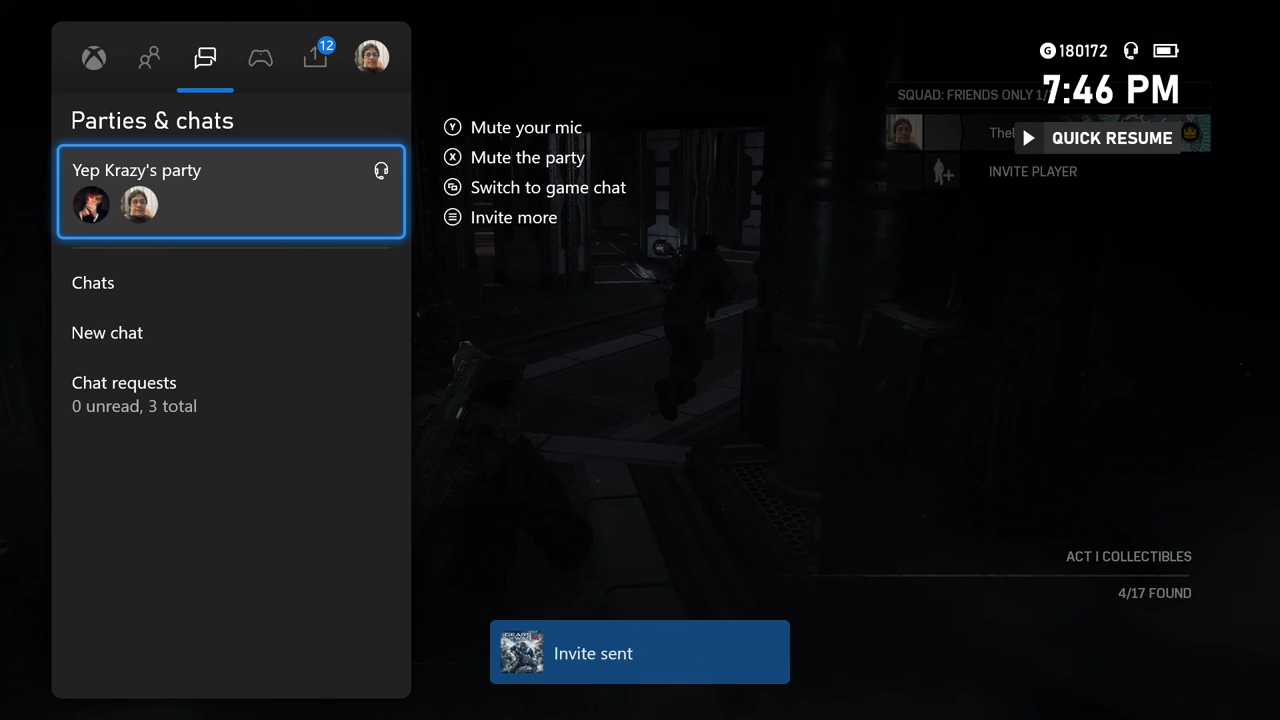 12
Parties & chats
Yep Krazy's party
Chats
New chat
Chat requests
0 unread, 3 total
Mute your mic
Mute the party
Switch to game chat
Invite more
G 180172
7:46 PM
SQUAD: FRIENDS ONLY 1/
QUICK RESUME
INVITE PLAYER
ACT I COLLECTIBLES
4/17 FOUND
GEARS
Invite sent